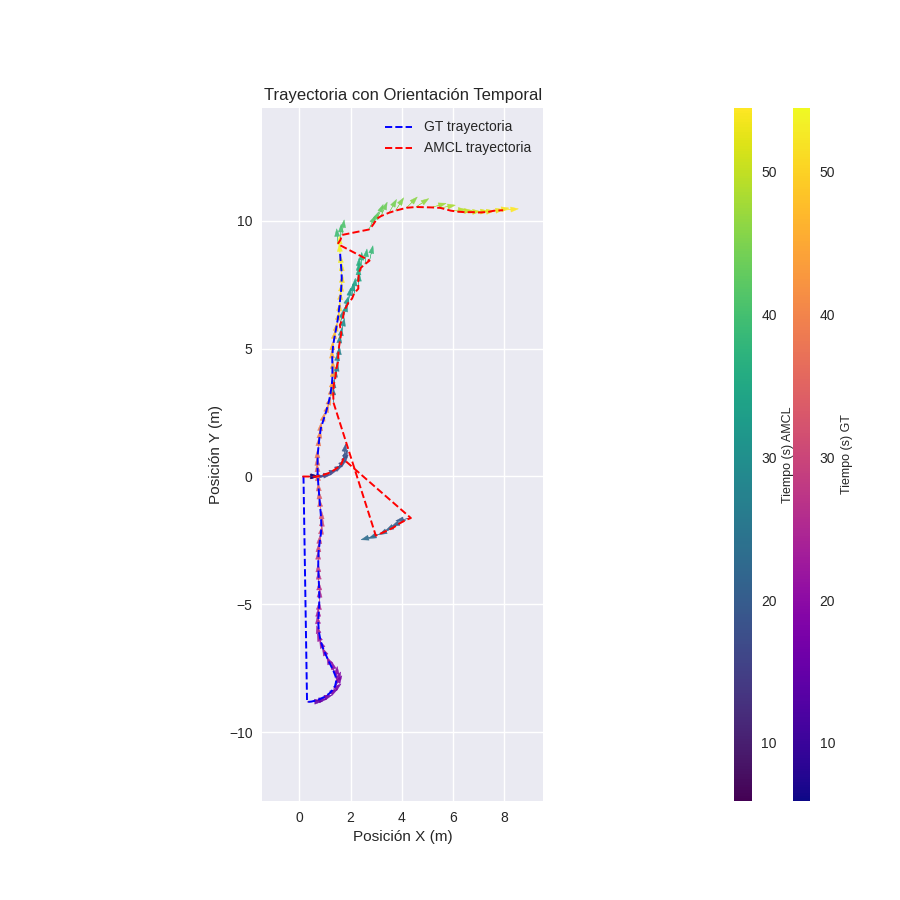 Trayectoria con Orientación Temporal
GT trayectoria
AMCL trayectoria
10
5
0
−5
−10
Posición Y (m)
0 2 4 6 8
Posición X (m)
50
40
30
20
10
Tiempo (s) AMCL
50
40
30
20
10
Tiempo (s) GT